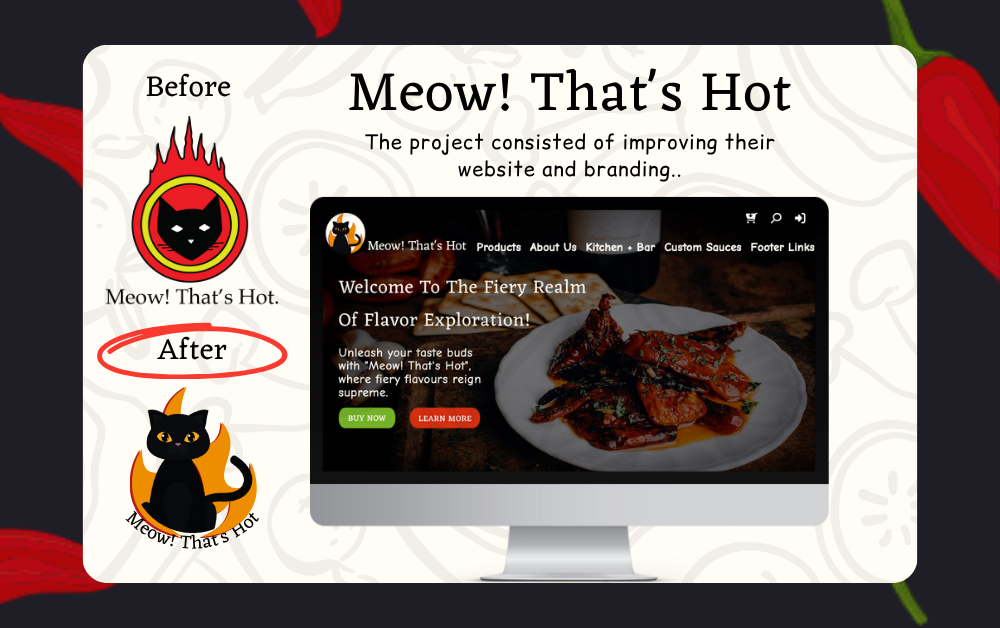 Before
Meow! That's Hot.
After
Meow! That's Hot
Meow! That's Hot
The project consisted of improving their
website and branding..
Meow! That's Hot
Products About Us Kitchen + Bar Custom Sauces Footer Links
Welcome To The Fiery Realm
Of Flavor Exploration!
Unleash your taste buds
with "Meow! That's Hot",
where fiery flavours reign
supreme.
BUY NOW
LEARN MORE